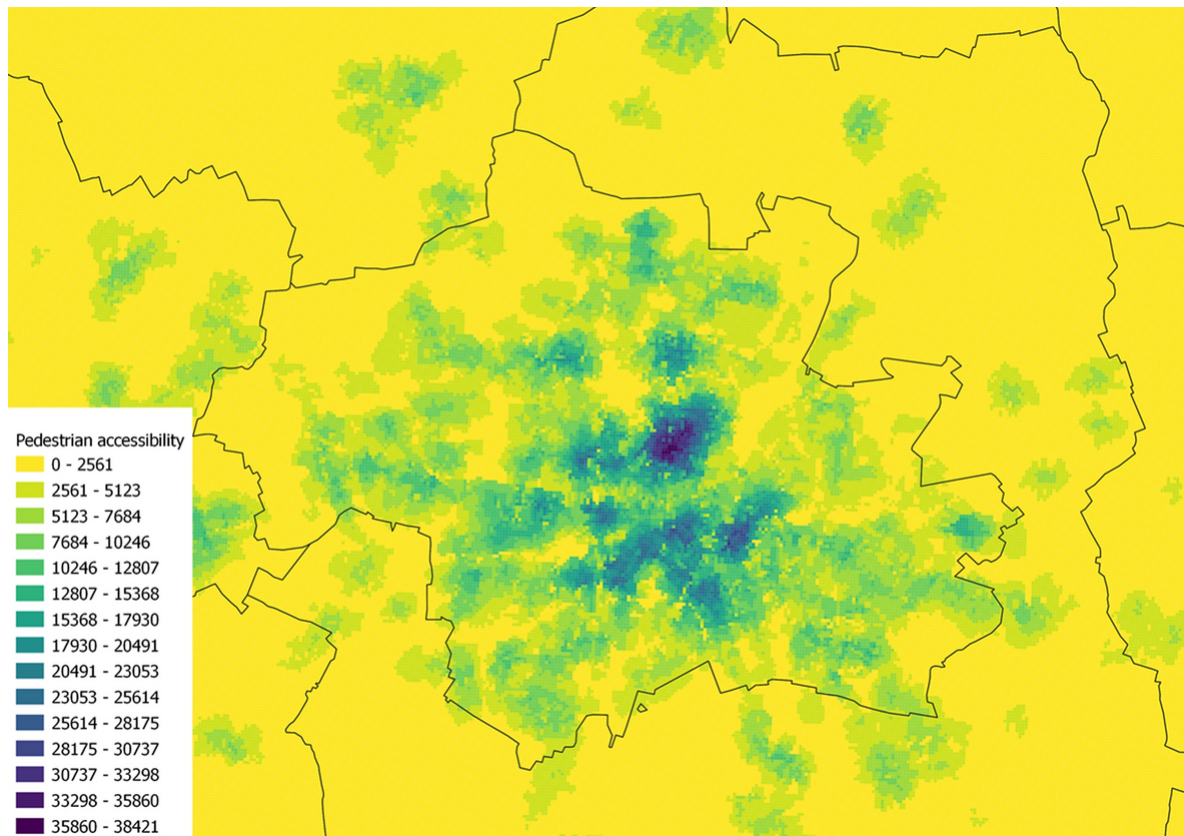 Pedestrian accessibility
0 - 2561
2561 - 5123
5123 - 7684
7684 - 10246
10246 - 12807
12807 - 15368
15368 - 17930
17930 - 20491
20491 - 23053
23053 - 25614
25614 - 28175
28175 - 30737
30737 - 33298
33298 - 35860
35860 - 38421